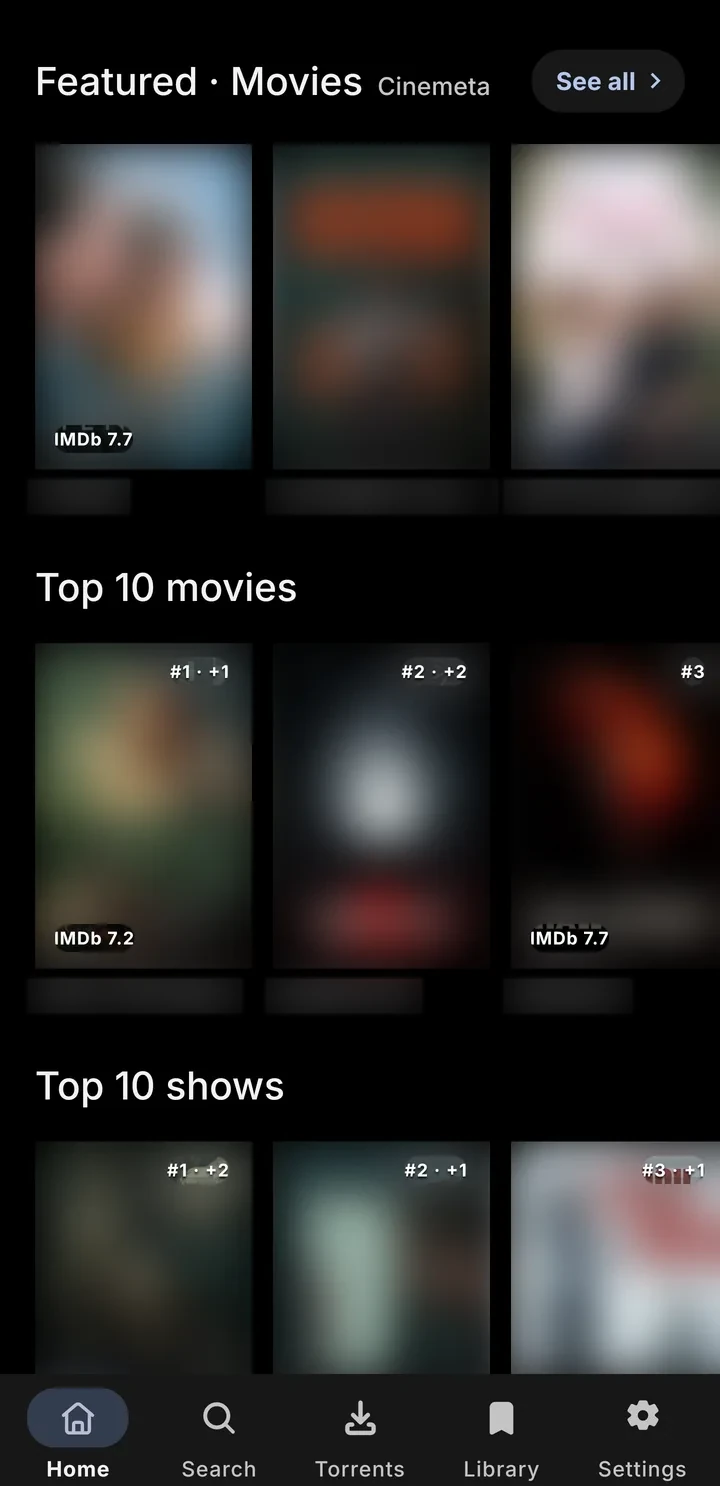 Featured · Movies Cinemeta See all
IMDb 7.7
Top 10 movies
#1 · +1 #2 · +2 #3
IMDb 7.2 IMDb 7.7
Top 10 shows
#1 · +2 #2 · +1 #3 · +1
Home Search Torrents Library Settings